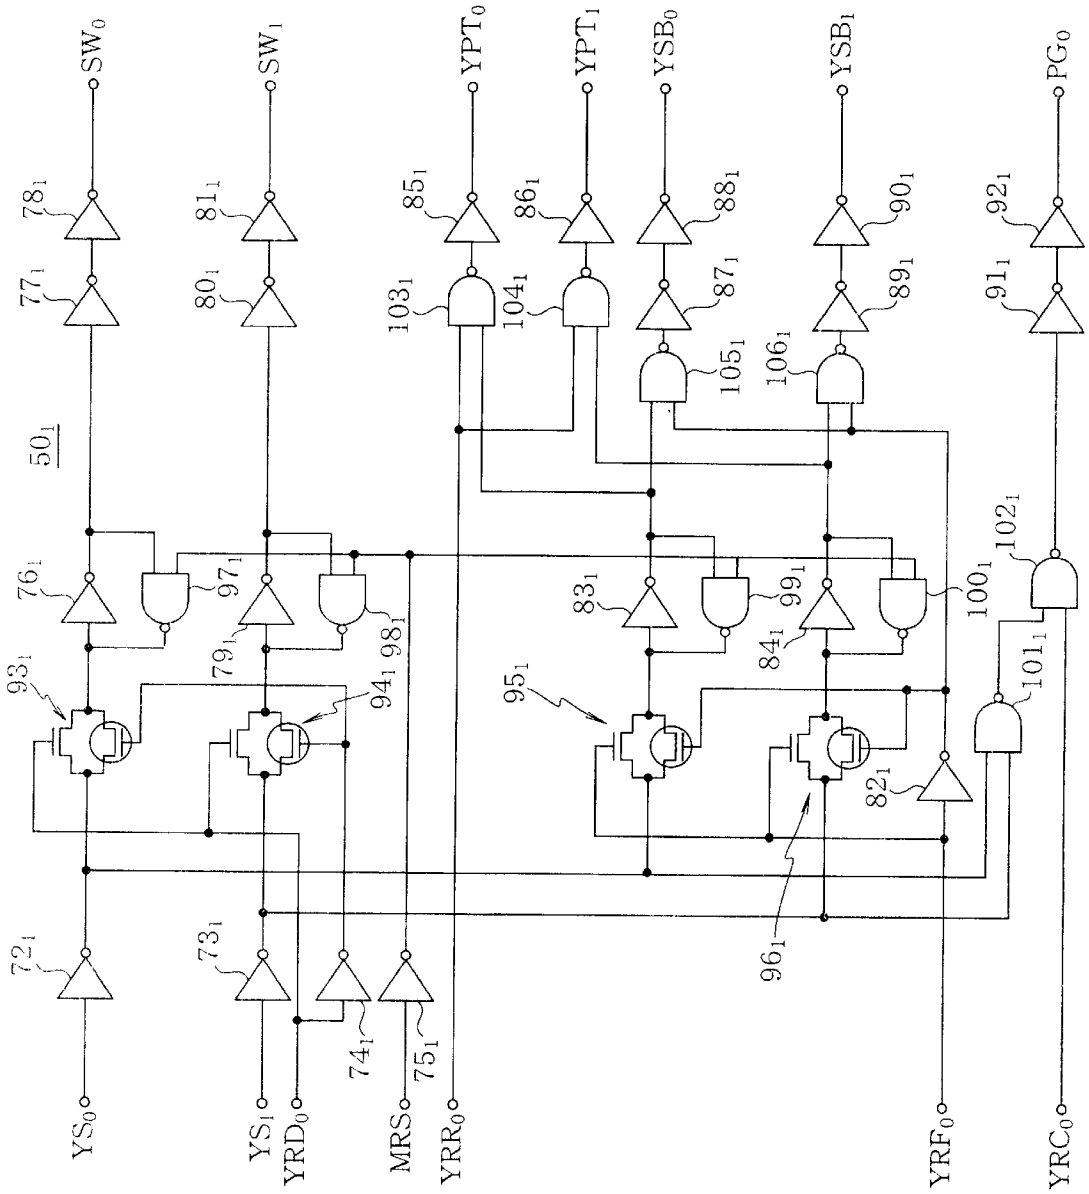 SW₀
SW₁
YPT₀
YPT₁
YSB₀
YSB₁
PG₀
78₁
81₁
85₁
86₁
88₁
90₁
92₁
77₁
80₁
103₁
104₁
87₁
89₁
91₁
105₁
106₁
50₁
76₁
97₁
79₁
98₁
83₁
99₁
84₁
100₁
102₁
93₁
94₁
95₁
101₁
82₁
96₁
72₁
73₁
74₁
75₁
YS₀
YS₁
YRD₀
MRS
YRR₀
YRF₀
YRC₀